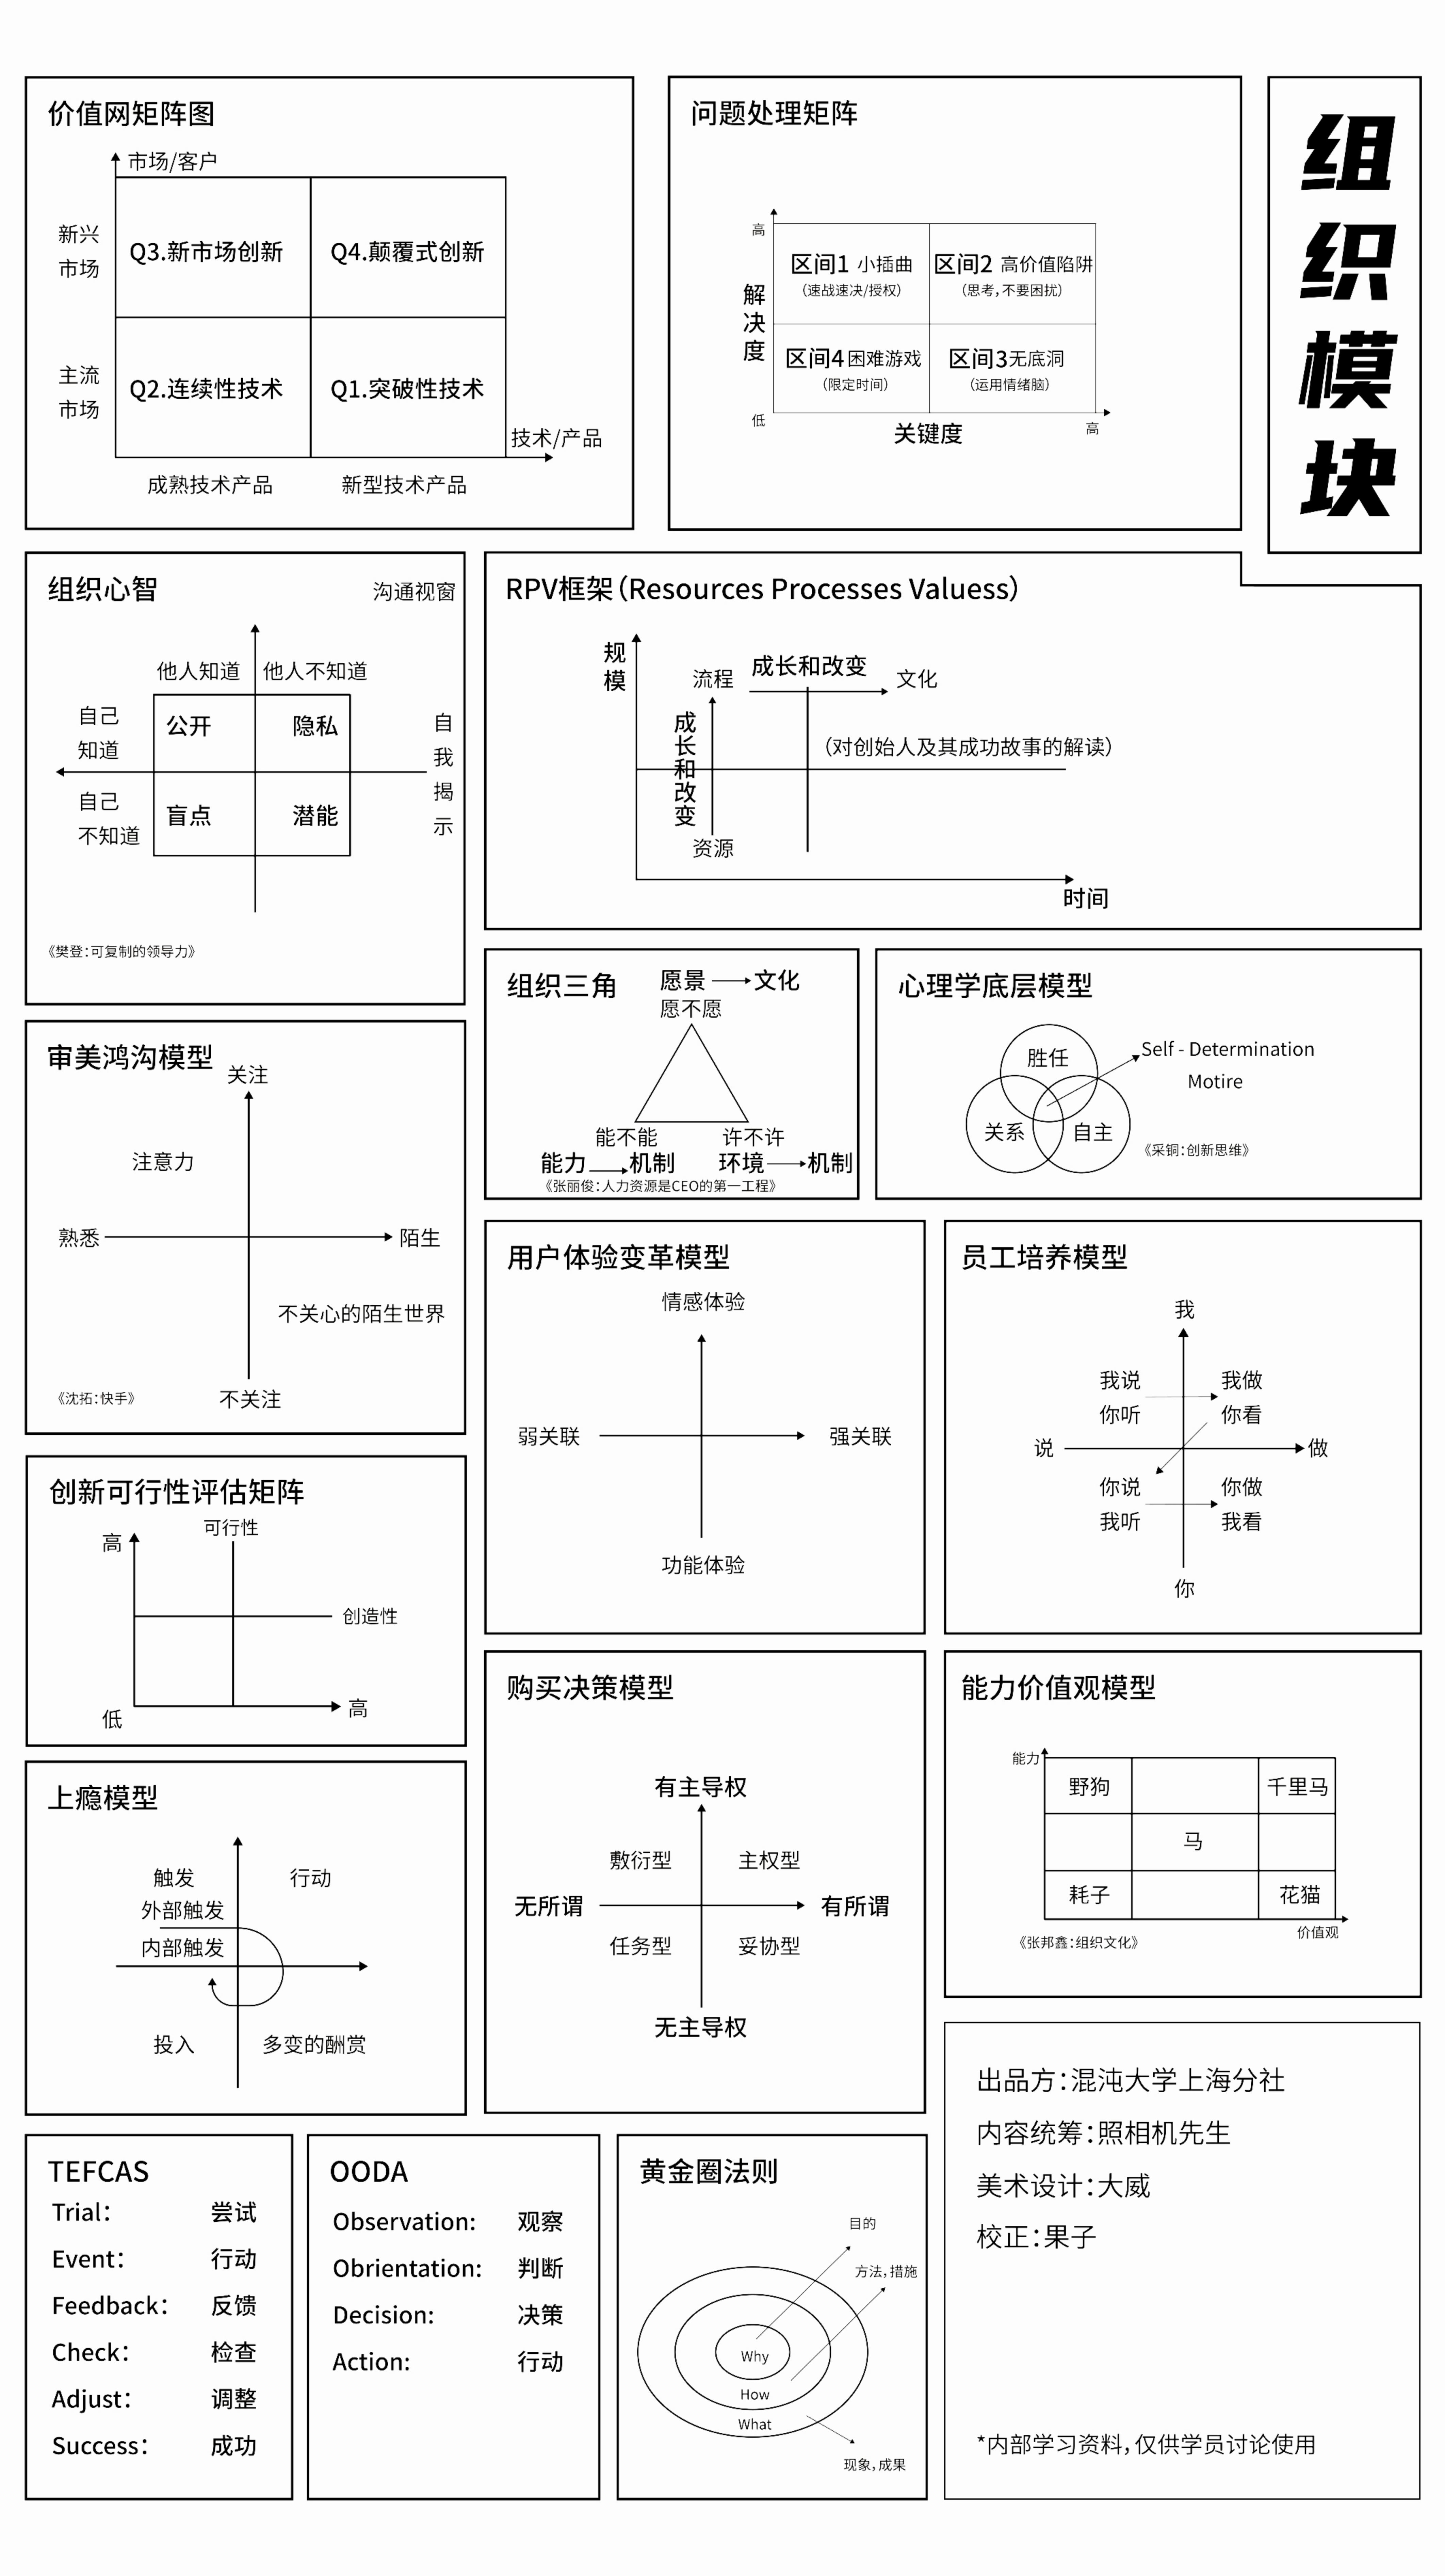 价值网矩阵图
市场/客户
新兴
市场
Q3.新市场创新
Q4.颠覆式创新
主流
市场
Q2.连续性技术
Q1.突破性技术
技术/产品
成熟技术产品
新型技术产品
问题处理矩阵
高
解决度
区间1 小插曲
(速战速决/授权)
区间2 高价值陷阱
(思考,不要困扰)
区间4困难游戏
(限定时间)
区间3无底洞
(运用情绪脑)
低
关键度
高
组织模块
组织心智
沟通视窗
他人知道
他人不知道
自己
知道
公开
隐私
自我揭示
自己
不知道
盲点
潜能
《樊登:可复制的领导力》
RPV框架(Resources Processes Valuess)
规模
流程
成长和改变
文化
成长和改变
(对创始人及其成功故事的解读)
资源
时间
组织三角
愿景
文化
愿不愿
能不能
许不许
能力
机制
环境
机制
《张丽俊:人力资源是CEO的第一工程》
心理学底层模型
胜任
Self - Determination
Motire
关系
自主
《采铜:创新思维》
审美鸿沟模型
关注
注意力
熟悉
陌生
不关心的陌生世界
《沈拓:快手》
不关注
用户体验变革模型
情感体验
弱关联
强关联
功能体验
员工培养模型
我
我说
你听
我做
你看
说
做
你说
我听
你做
我看
你
创新可行性评估矩阵
高
可行性
创造性
低
高
购买决策模型
有主导权
敷衍型
主权型
无所谓
有所谓
任务型
妥协型
无主导权
能力价值观模型
能力
野狗
千里马
马
耗子
花猫
价值观
《张邦鑫:组织文化》
上瘾模型
触发
行动
外部触发
内部触发
投入
多变的酬赏
TEFCAS
Trial: 尝试
Event: 行动
Feedback: 反馈
Check: 检查
Adjust: 调整
Success: 成功
OODA
Observation: 观察
Obrientation: 判断
Decision: 决策
Action: 行动
黄金圈法则
目的
方法,措施
Why
How
What
现象,成果
出品方:混沌大学上海分社
内容统筹:照相机先生
美术设计:大威
校正:果子
*内部学习资料,仅供学员讨论使用